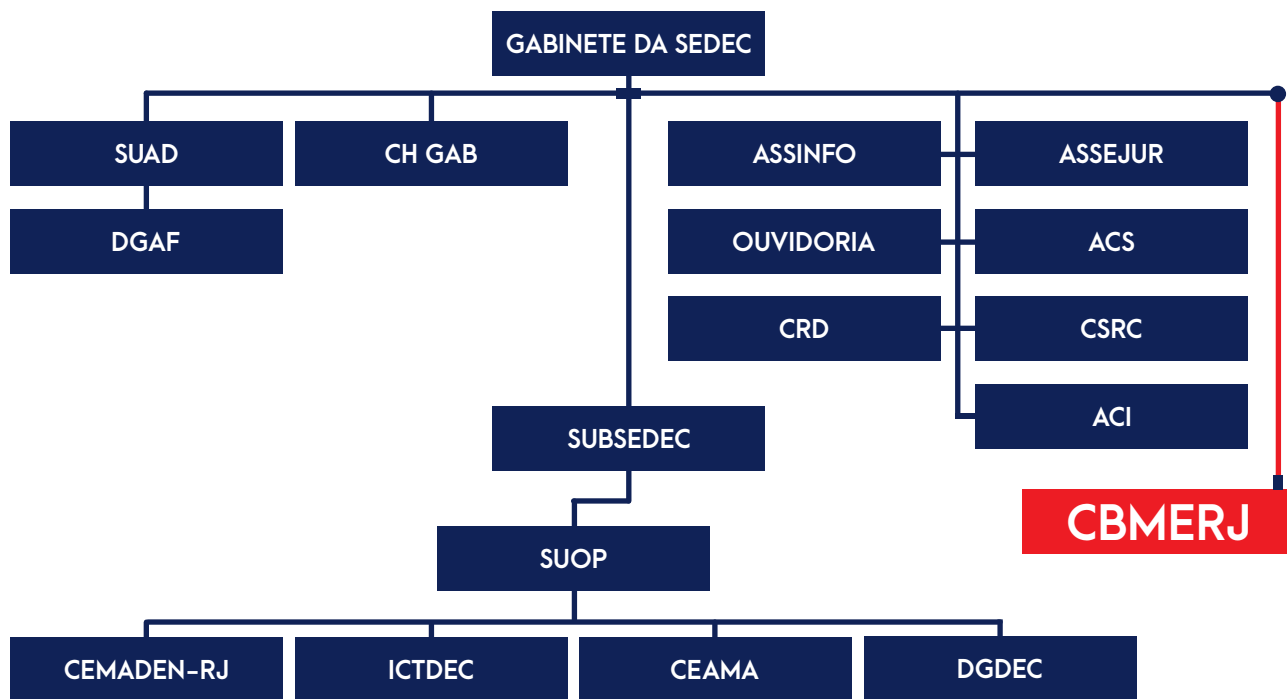 GABINETE DA SEDEC
SUAD
CH GAB
ASSINFO
ASSEJUR
DGAF
OUVIDORIA
ACS
CRD
CSRC
ACI
SUBSEDEC
CBMERJ
SUOP
CEMADEN-RJ
ICTDEC
CEAMA
DGDEC